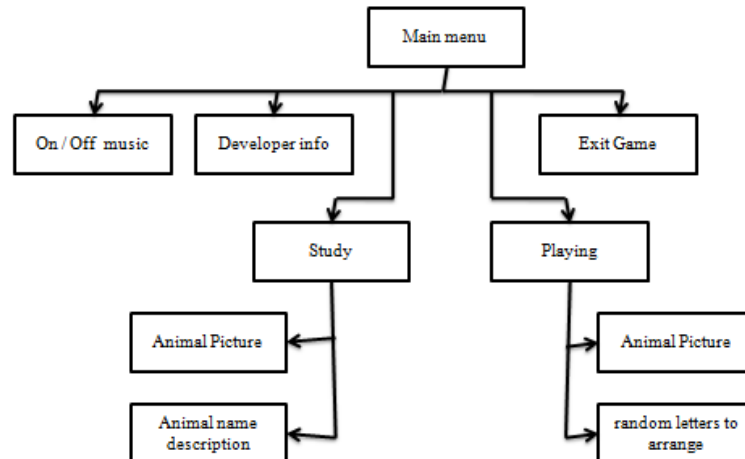 Main menu
On / Off music
Developer info
Exit Game
Study
Playing
Animal Picture
Animal Picture
Animal name
description
random letters to
arrange